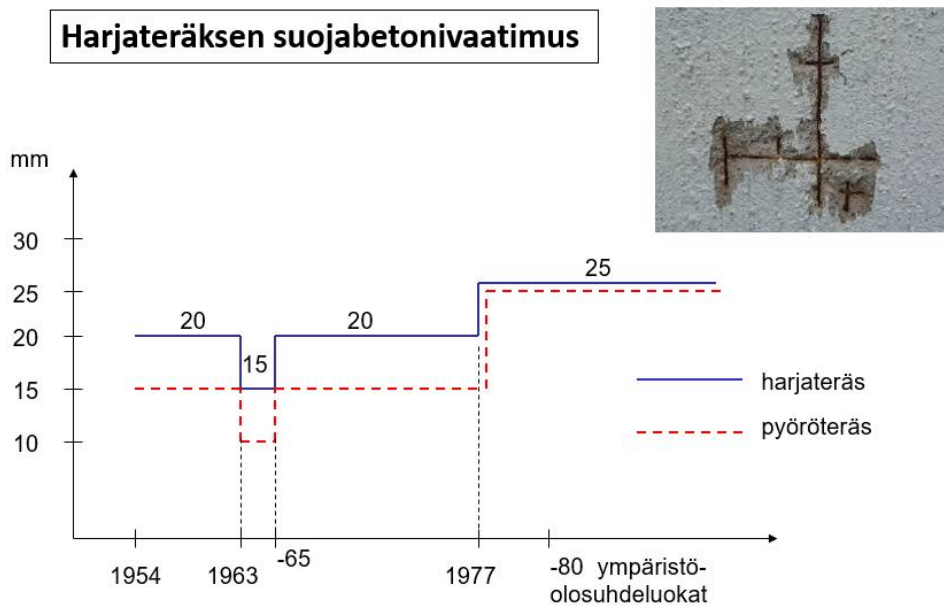 Harjateräksen suojabetonivaatimus
mm
30
25
20
15
10
20
15
20
25
harjateräs
pyöröteräs
1954
1963
-65
1977
-80 ympäristö-
olosuhdeluokat